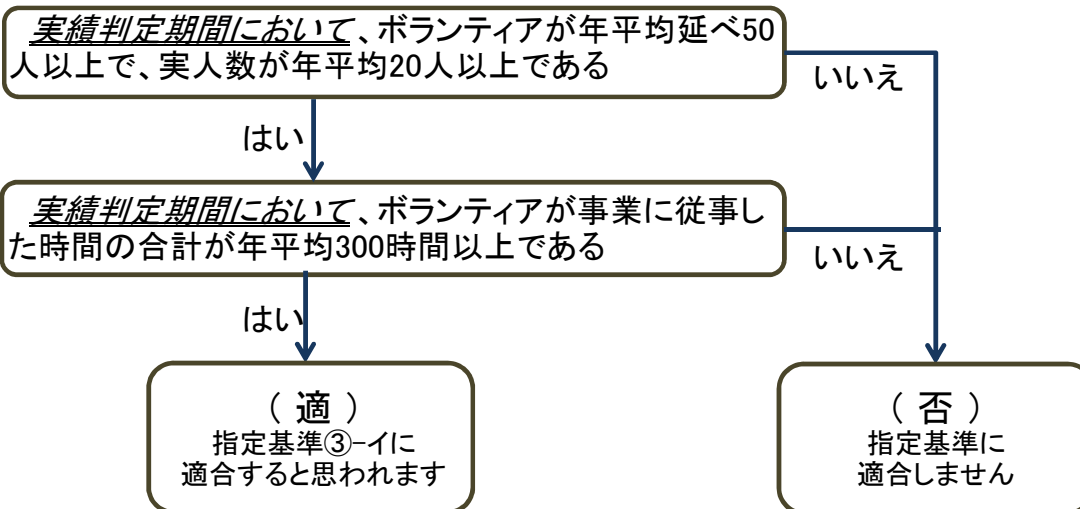 実績判定期間において、ボランティアが年平均延べ50
人以上で、実人数が年平均20人以上である
いいえ
はい
実績判定期間において、ボランティアが事業に従事し
た時間の合計が年平均300時間以上である
いいえ
はい
（ 適 ）
指定基準③-イに
適合すると思われます
（ 否 ）
指定基準に
適合しません